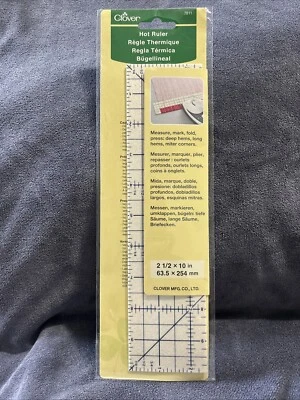 Clover
Hot Ruler
Règle Thermique
Regla Térmica
Bügellineal
Measure, mark, fold,
press: deep hems, long
hems, miter corners.
Mesurer, marquer, plier,
repasser : ourlets
profonds, ourlets longs,
coins à onglets.
Mida, marque, doble,
presione: dobladillos
profundos, dobladillos
largos, esquinas mitras.
Messen, markieren,
umklappen, bügeln: tiefe
Säume, lange Säume,
Briefecken.
2 1/2 × 10 in
63.5 × 254 mm
CLOVER MFG. CO., LTD.